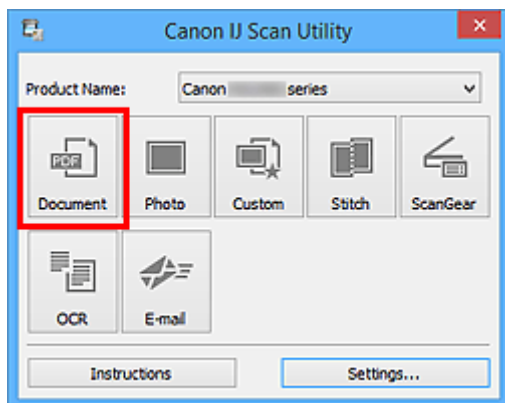 Canon IJ Scan Utility
Product Name: Canon series
PDF
Document Photo Custom Stitch ScanGear
OCR E-mail
Instructions Settings...